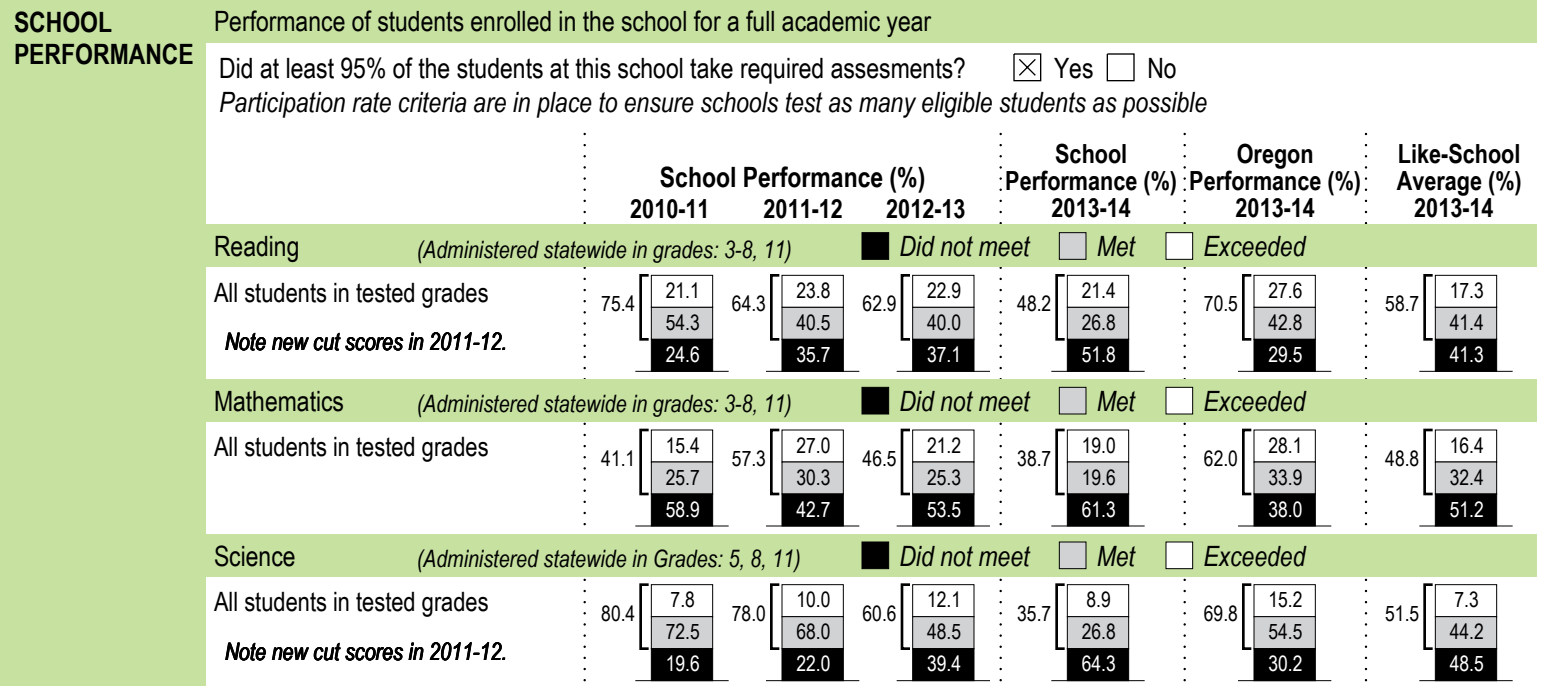 SCHOOL PERFORMANCE
Performance of students enrolled in the school for a full academic year
Did at least 95% of the students at this school take required assesments? Yes No
Participation rate criteria are in place to ensure schools test as many eligible students as possible
School Performance (%) 2010-11 2011-12 2012-13
School Performance (%) 2013-14
Oregon Performance (%) 2013-14
Like-School Average (%) 2013-14
Reading (Administered statewide in grades: 3-8, 11) Did not meet Met Exceeded
All students in tested grades
Note new cut scores in 2011-12.
75.4 21.1 54.3 24.6
64.3 23.8 40.5 35.7
62.9 22.9 40.0 37.1
48.2 21.4 26.8 51.8
70.5 27.6 42.8 29.5
58.7 17.3 41.4 41.3
Mathematics (Administered statewide in grades: 3-8, 11) Did not meet Met Exceeded
All students in tested grades
41.1 15.4 25.7 58.9
57.3 27.0 30.3 42.7
46.5 21.2 25.3 53.5
38.7 19.0 19.6 61.3
62.0 28.1 33.9 38.0
48.8 16.4 32.4 51.2
Science (Administered statewide in Grades: 5, 8, 11) Did not meet Met Exceeded
All students in tested grades
Note new cut scores in 2011-12.
80.4 7.8 72.5 19.6
78.0 10.0 68.0 22.0
60.6 12.1 48.5 39.4
35.7 8.9 26.8 64.3
69.8 15.2 54.5 30.2
51.5 7.3 44.2 48.5